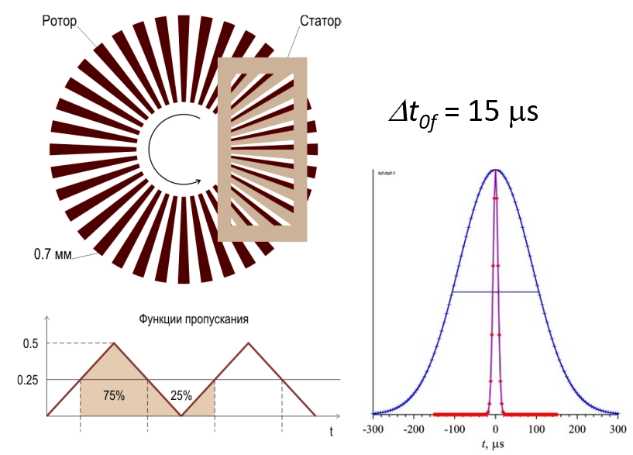 Ротор
Статор
0.7 мм
Δt0f = 15 μs
Функции пропускания
0.5
0.25
75%
25%
t
-300 -200 -100 0 100 200 300
t, μs